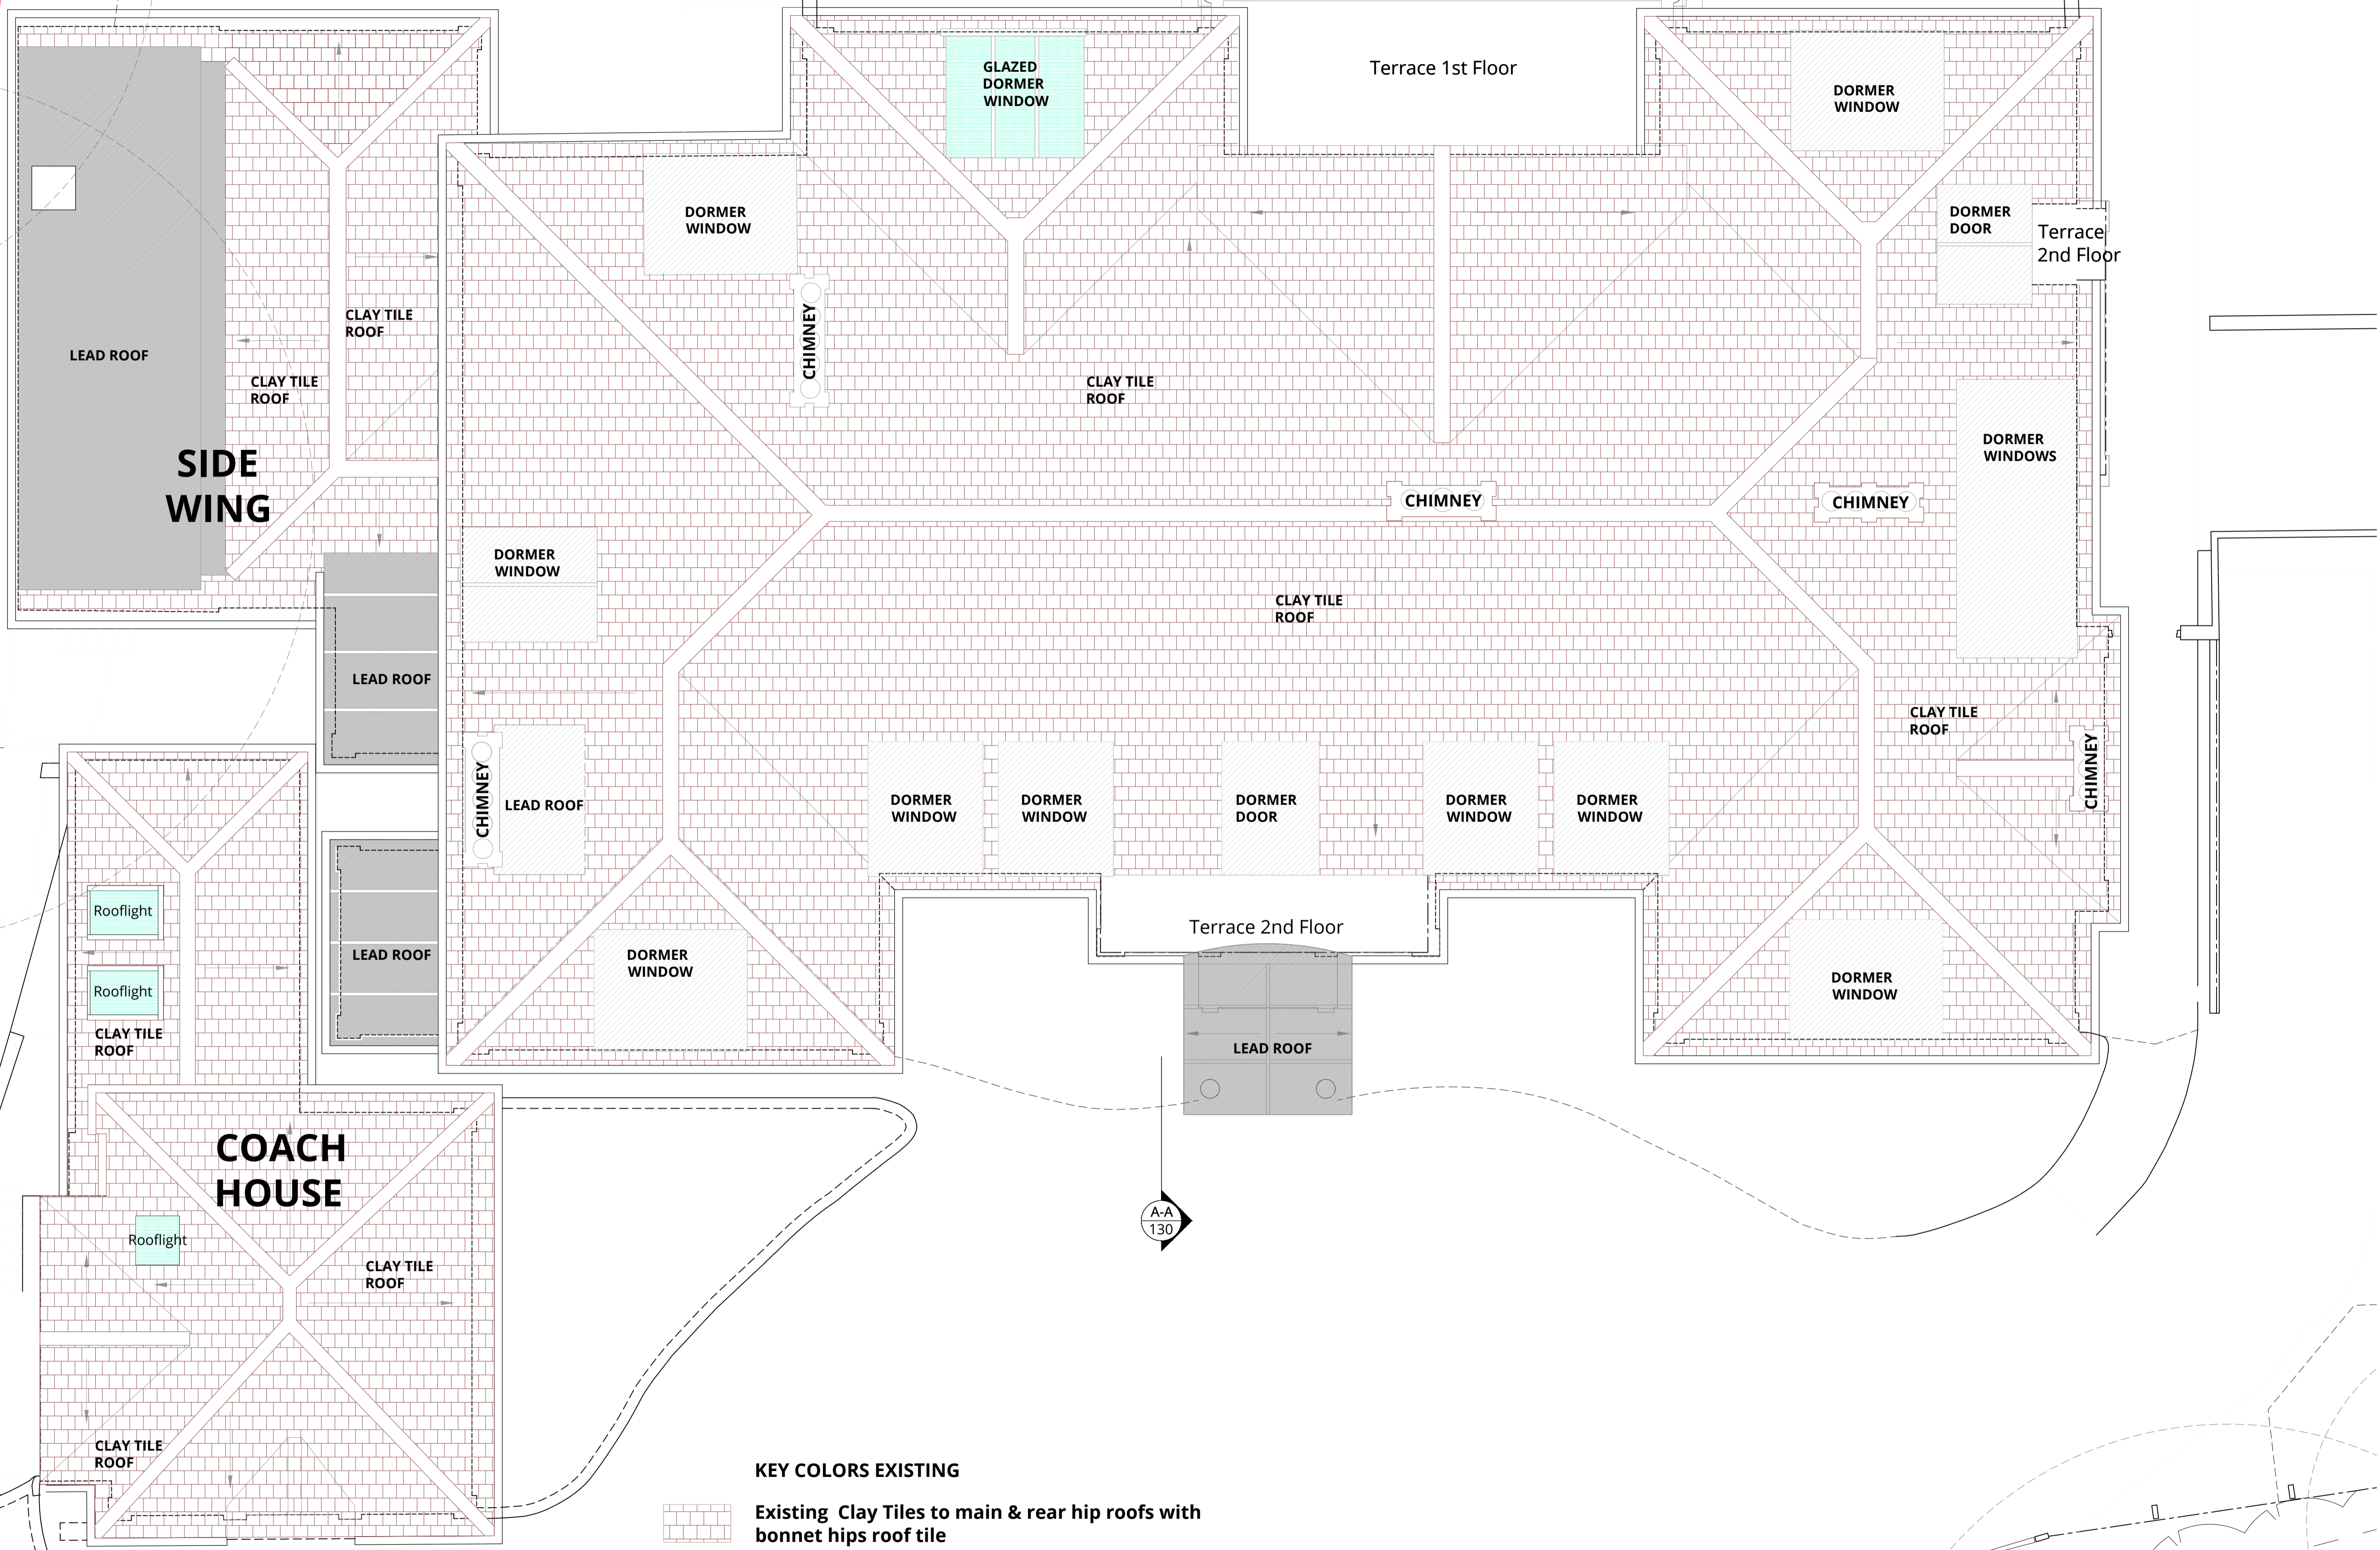 GLAZED
DORMER
WINDOW
Terrace 1st Floor
DORMER
WINDOW
DORMER
WINDOW
DORMER
DOOR
Terrace
2nd Floor
CLAY TILE
ROOF
CHIMNEY
LEAD ROOF
CLAY TILE
ROOF
CLAY TILE
ROOF
DORMER
WINDOWS
SIDE
WING
CHIMNEY
CHIMNEY
DORMER
WINDOW
CLAY TILE
ROOF
LEAD ROOF
CLAY TILE
ROOF
CHIMNEY
LEAD ROOF
DORMER
WINDOW
DORMER
WINDOW
DORMER
DOOR
DORMER
WINDOW
DORMER
WINDOW
CHIMNEY
Rooflight
Terrace 2nd Floor
LEAD ROOF
DORMER
WINDOW
DORMER
WINDOW
Rooflight
CLAY TILE
ROOF
LEAD ROOF
COACH
HOUSE
A-A
130
Rooflight
CLAY TILE
ROOF
CLAY TILE
ROOF
KEY COLORS EXISTING
Existing Clay Tiles to main & rear hip roofs with
bonnet hips roof tile